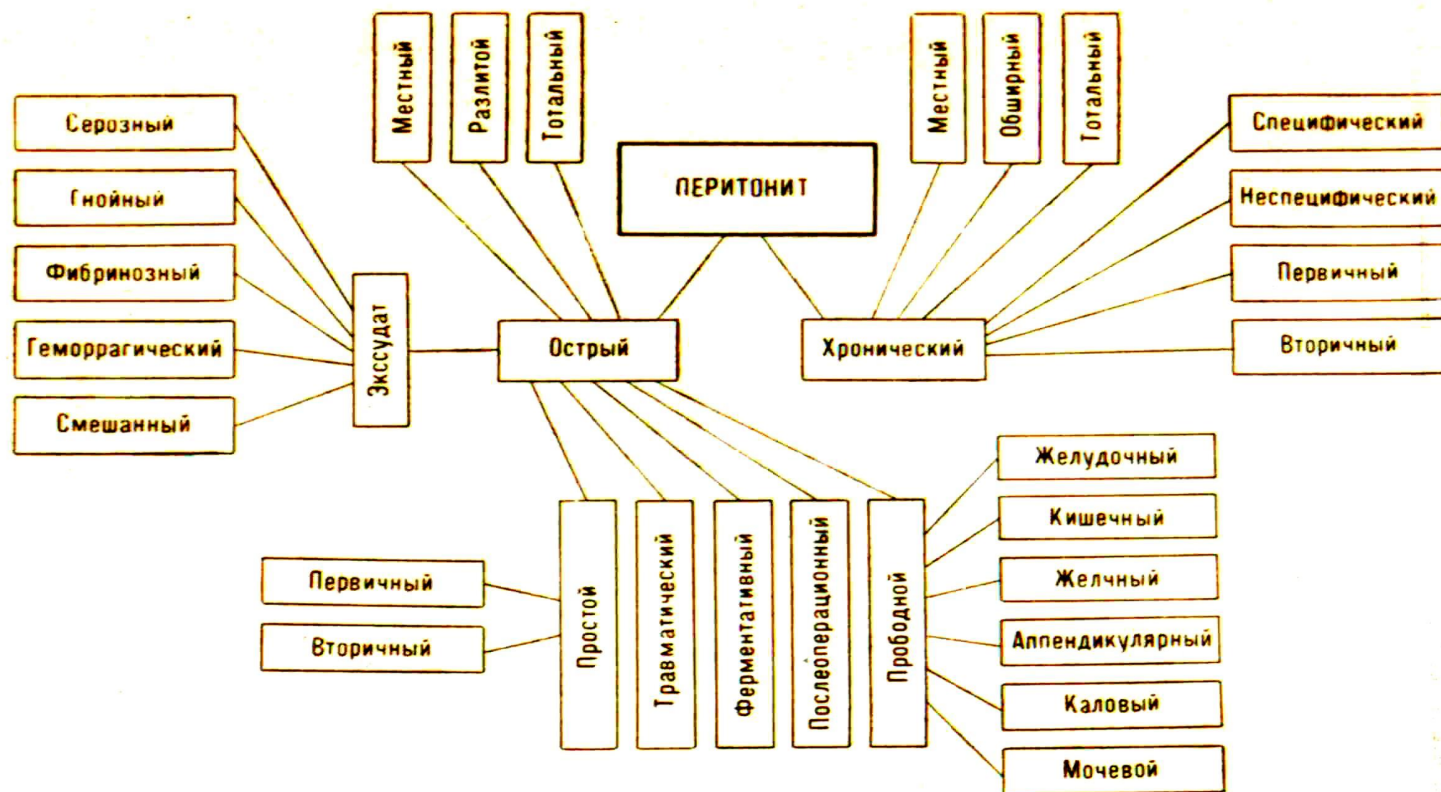 Местный
Разлитой
Тотальный
Местный
Обширный
Тотальный
ПЕРИТОНИТ
Серозный
Гнойный
Фибринозный
Геморрагический
Смешанный
Экссудат
Острый
Хронический
Специфический
Неспецифический
Первичный
Вторичный
Первичный
Вторичный
Простой
Травматический
Ферментативный
Послеоперационный
Прободной
Желудочный
Кишечный
Желчный
Аппендикулярный
Каловый
Мочевой